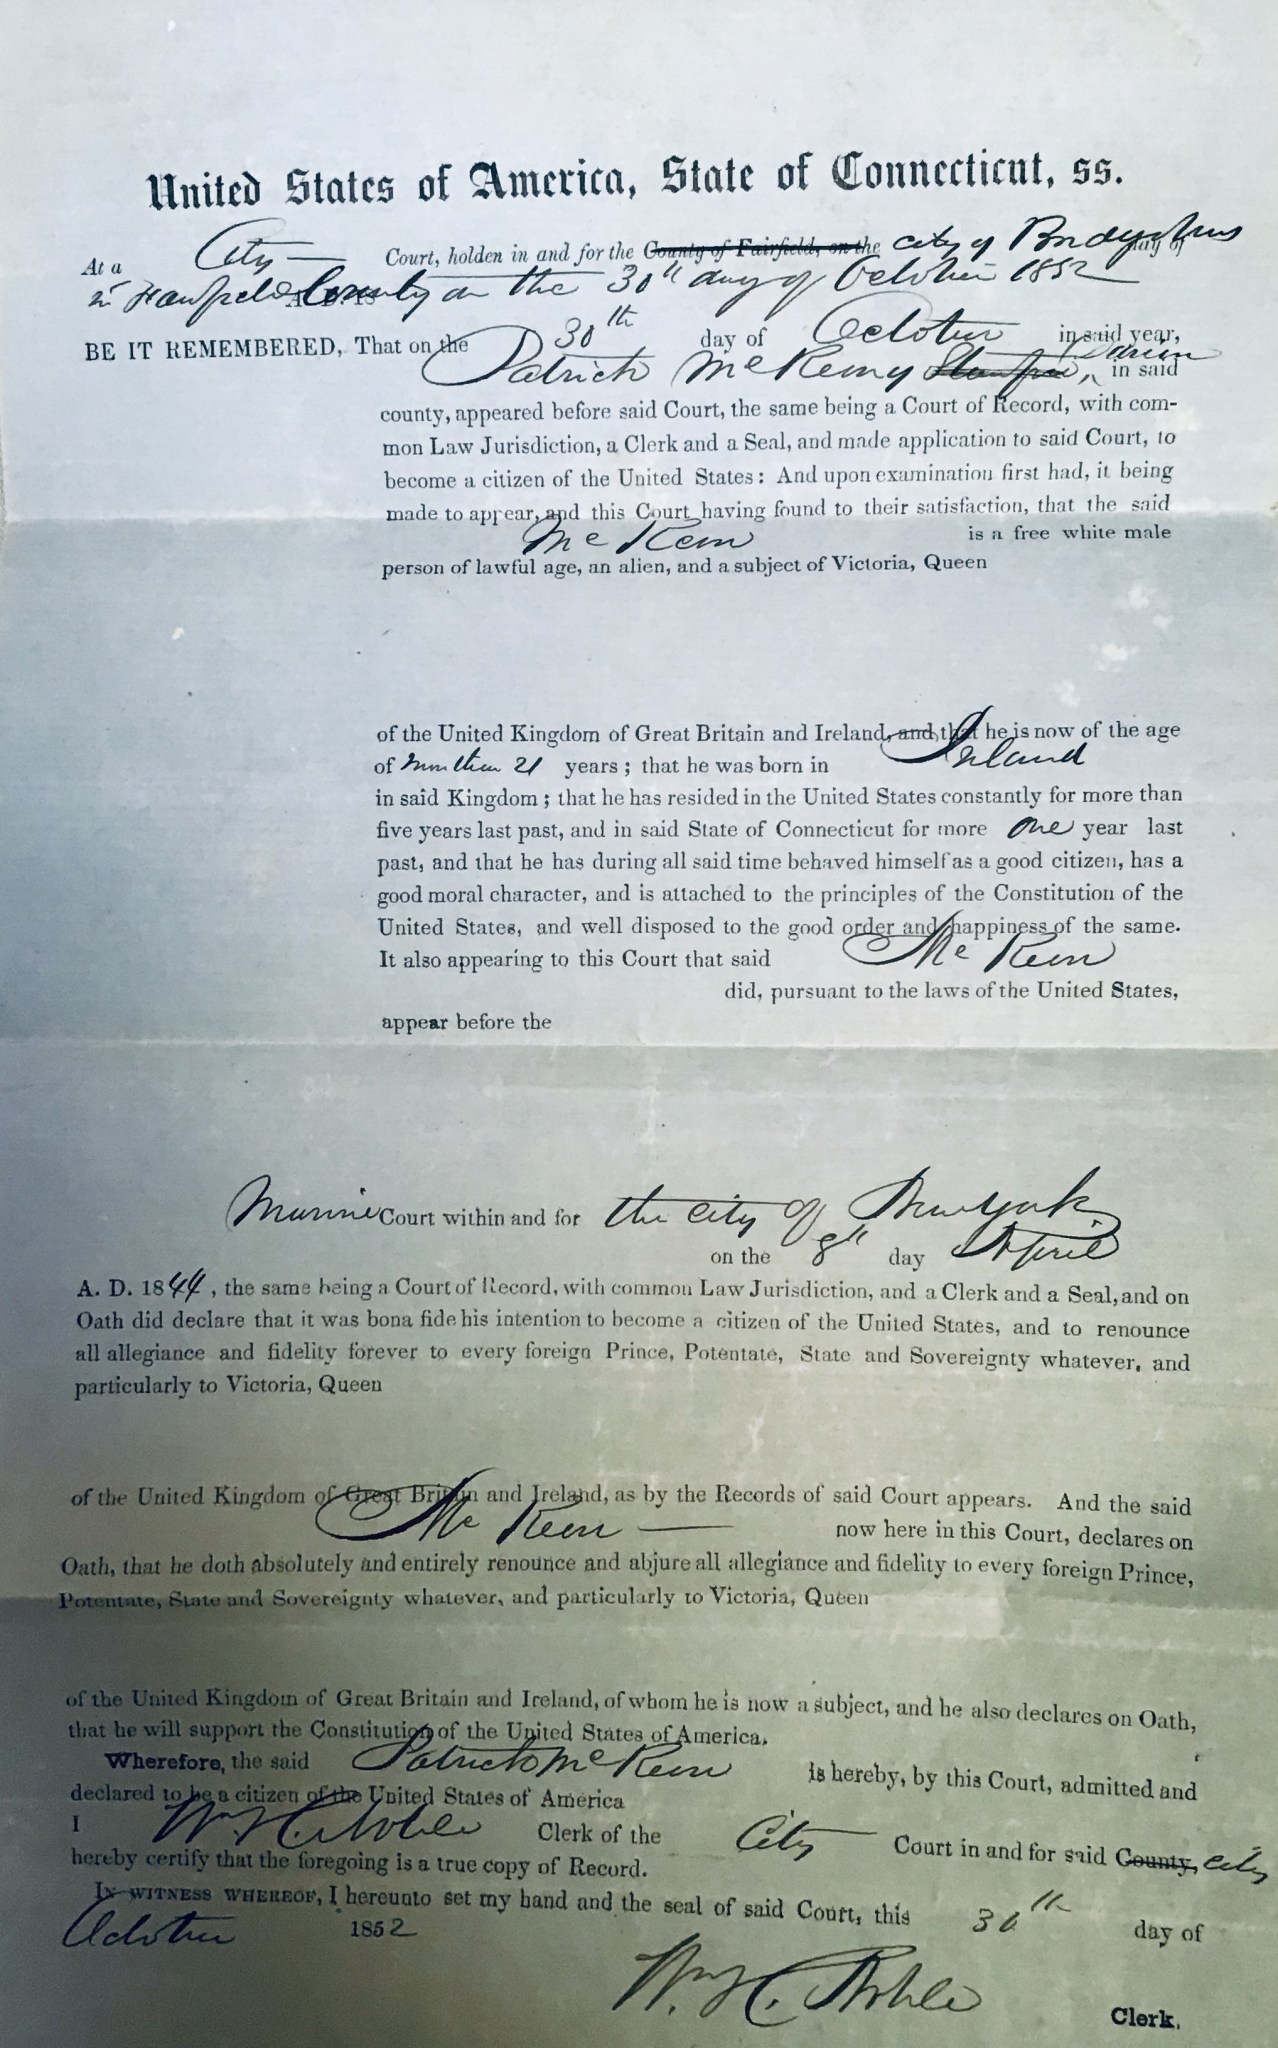 United States of America, State of Connecticut, ss.
At a City Court, holden in and for the County of Fairfield, on the city of day of
in Fairfield County on the 30th day of October 1852
BE IT REMEMBERED, That on the 30th day of October in said year,
Patrick Darien in said
county, appeared before said Court, the same being a Court of Record, with com-
mon Law Jurisdiction, a Clerk and a Seal, and made application to said Court, to
become a citizen of the United States: And upon examination first had, it being
made to appear, and this Court having found to their satisfaction, that the said
Mc Keon is a free white male
person of lawful age, an alien, and a subject of Victoria, Queen
of the United Kingdom of Great Britain and Ireland, and that he is now of the age
of more than 21 years; that he was born in Ireland
in said Kingdom; that he has resided in the United States constantly for more than
five years last past, and in said State of Connecticut for more one year last
past, and that he has during all said time behaved himself as a good citizen, has a
good moral character, and is attached to the principles of the Constitution of the
United States, and well disposed to the good order and happiness of the same.
It also appearing to this Court that said Mc Keon
did, pursuant to the laws of the United States,
appear before the
Marine Court within and for the city of New York
on the 8th day April
A. D. 1844, the same being a Court of Record, with common Law Jurisdiction, and a Clerk and a Seal, and on
Oath did declare that it was bona fide his intention to become a citizen of the United States, and to renounce
all allegiance and fidelity forever to every foreign Prince, Potentate, State and Sovereignty whatever, and
particularly to Victoria, Queen
of the United Kingdom of Great Britain and Ireland, as by the Records of said Court appears. And the said
Mc Keon now here in this Court, declares on
Oath, that he doth absolutely and entirely renounce and abjure all allegiance and fidelity to every foreign Prince,
Potentate, State and Sovereignty whatever, and particularly to Victoria, Queen
of the United Kingdom of Great Britain and Ireland, of whom he is now a subject, and he also declares on Oath,
that he will support the Constitution of the United States of America.
Wherefore, the said Patrick Mc Keon is hereby, by this Court, admitted and
declared to be a citizen of the United States of America
I Wm H. Clerk of the City Court in and for said County, city
hereby certify that the foregoing is a true copy of Record.
IN WITNESS WHEREOF, I hereunto set my hand and the seal of said Court, this 30th day of
October 1852
Wm H.
Clerk.